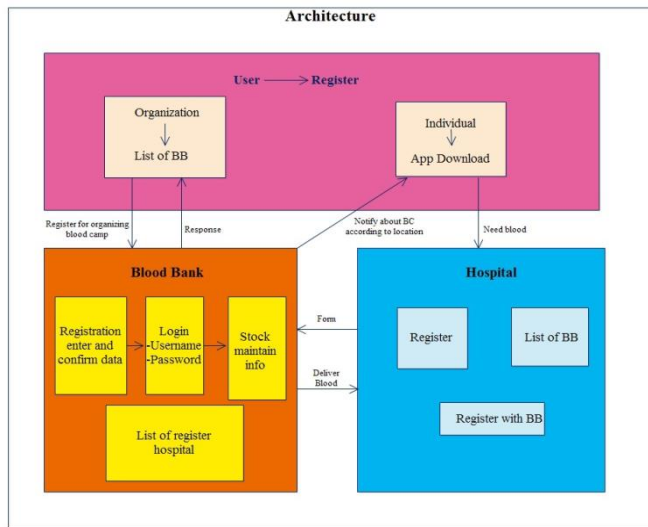 Architecture
User
Register
Organization
List of BB
Individual
App Download
Register for organizing
blood camp
Response
Notify about BC
according to location
Need blood
Blood Bank
Registration
enter and
confirm data
Login
-Username
-Password
Stock
maintain
info
List of register
hospital
Form
Deliver
Blood
Hospital
Register
List of BB
Register with BB